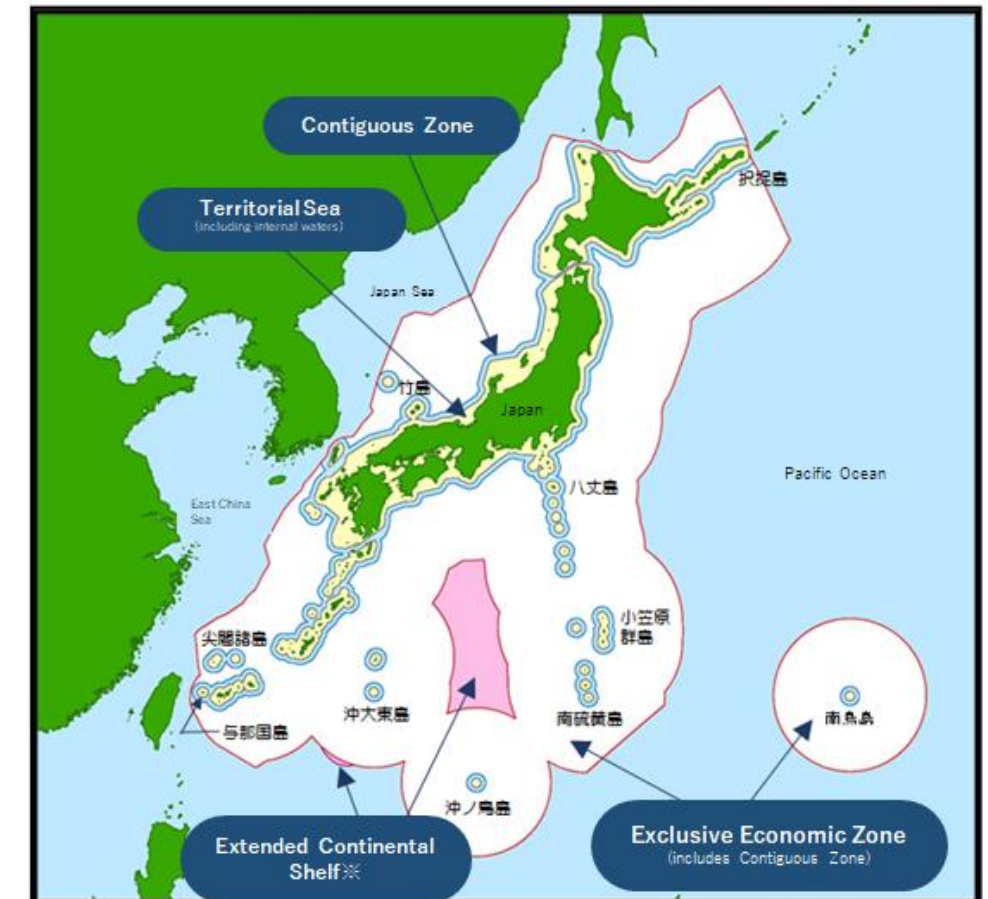 Contiguous Zone
択捉島
Territorial Sea
(including internal waters)
Japan Sea
竹島
Japan
Pacific Ocean
八丈島
East China
Sea
小笠原
群島
尖閣諸島
沖大東島
南硫黄島
南鳥島
与那国島
沖ノ鳥島
Exclusive Economic Zone
(includes Contiguous Zone)
Extended Continental
Shelf※